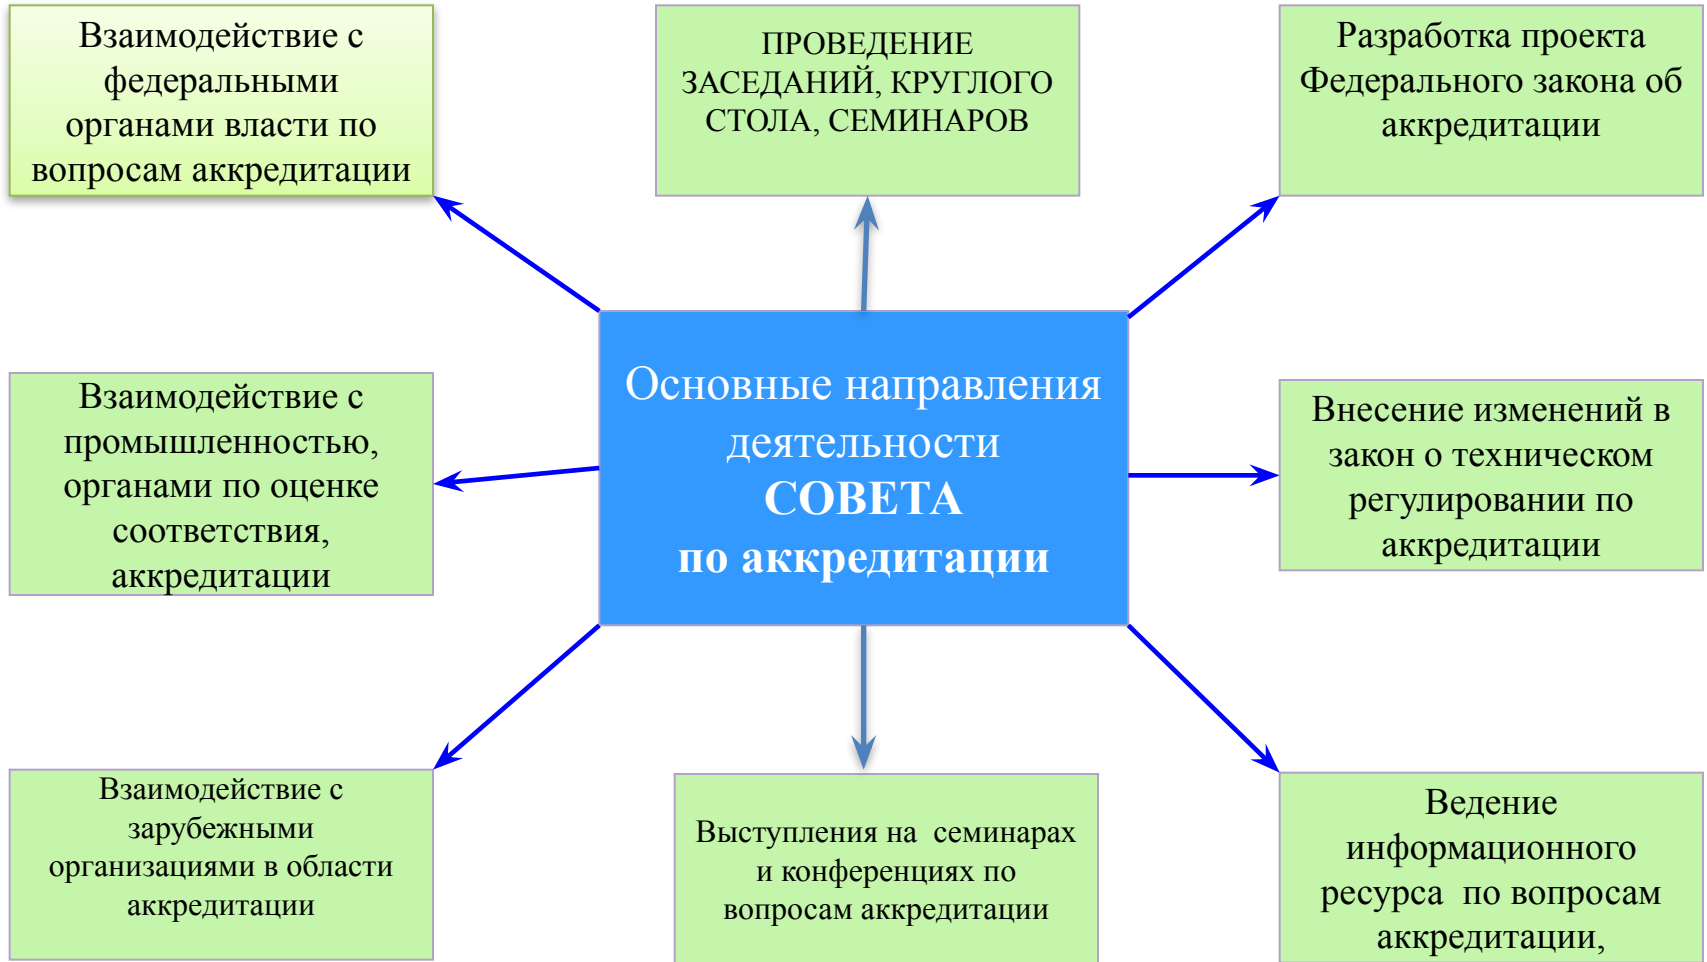 Взаимодействие с
федеральными
органами власти по
вопросам аккредитации
ПРОВЕДЕНИЕ
ЗАСЕДАНИЙ, КРУГЛОГО
СТОЛА, СЕМИНАРОВ
Разработка проекта
Федерального закона об
аккредитации
Взаимодействие с
промышленностью,
органами по оценке
соответствия,
аккредитации
Основные направления
деятельности
СОВЕТА
по аккредитации
Внесение изменений в
закон о техническом
регулировании по
аккредитации
Взаимодействие с
зарубежными
организациями в области
аккредитации
Выступления на семинарах
и конференциях по
вопросам аккредитации
Ведение
информационного
ресурса по вопросам
аккредитации,